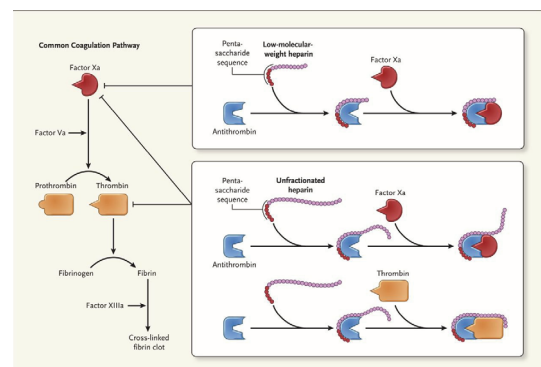 Common Coagulation Pathway
Factor Xa
Factor Va
Prothrombin
Thrombin
Fibrinogen
Fibrin
Factor XIIIa
Cross-linked
fibrin clot
Penta-
saccharide
sequence
Low-molecular-
weight heparin
Factor Xa
Antithrombin
Penta-
saccharide
sequence
Unfractionated
heparin
Factor Xa
Antithrombin
Thrombin